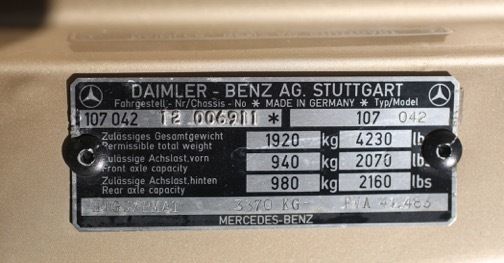 DAIMLER - BENZ AG. STUTTGART
Fahrgestell - Nr/Chassis - No * MADE IN GERMANY * Typ/Model
107 042 12 006911 * 107 042
Zulässiges Gesamtgewicht
Permissible total weight
1920 kg 4230 lbs
Zulässige Achslast.vorn
Front axle capacity
940 kg 2070 lbs
Zulässige Achslast.hinten
Rear axle capacity
980 kg 2160 lbs
3370 KG
MERCEDES-BENZ